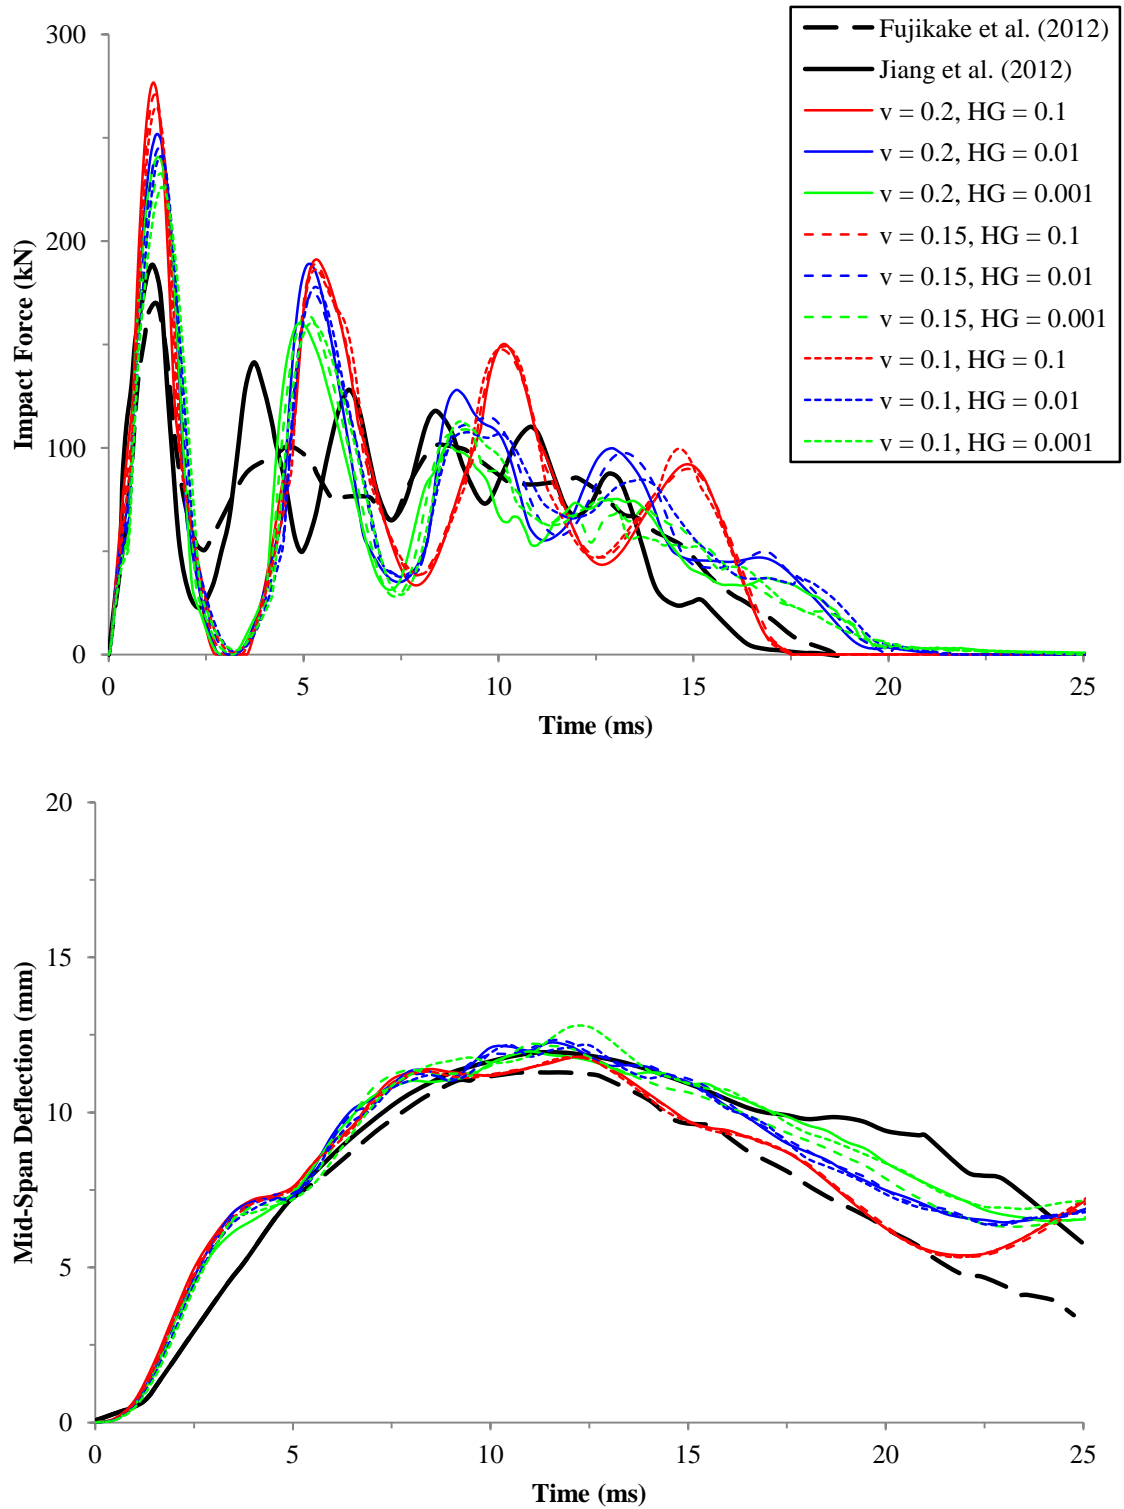 300
200
100
0
Impact Force (kN)
0
5
10
15
20
25
Time (ms)
Fujikake et al. (2012)
Jiang et al. (2012)
v = 0.2, HG = 0.1
v = 0.2, HG = 0.01
v = 0.2, HG = 0.001
v = 0.15, HG = 0.1
v = 0.15, HG = 0.01
v = 0.15, HG = 0.001
v = 0.1, HG = 0.1
v = 0.1, HG = 0.01
v = 0.1, HG = 0.001
20
15
10
5
0
Mid-Span Deflection (mm)
0
5
10
15
20
25
Time (ms)